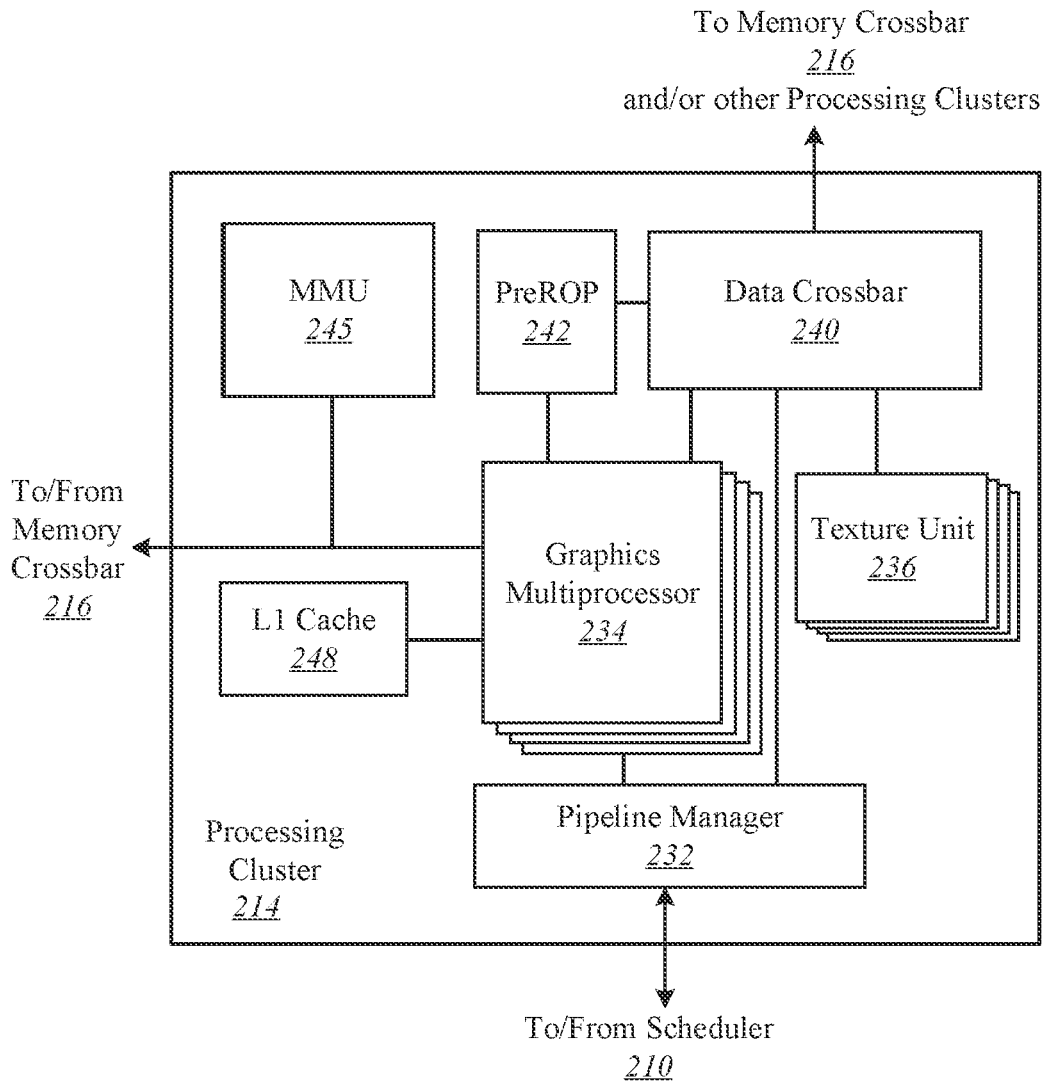 To Memory Crossbar
216
and/or other Processing Clusters
MMU
245
PreROP
242
Data Crossbar
240
To/From
Memory
Crossbar
216
Graphics
Multiprocessor
234
Texture Unit
236
L1 Cache
248
Pipeline Manager
232
Processing
Cluster
214
To/From Scheduler
210